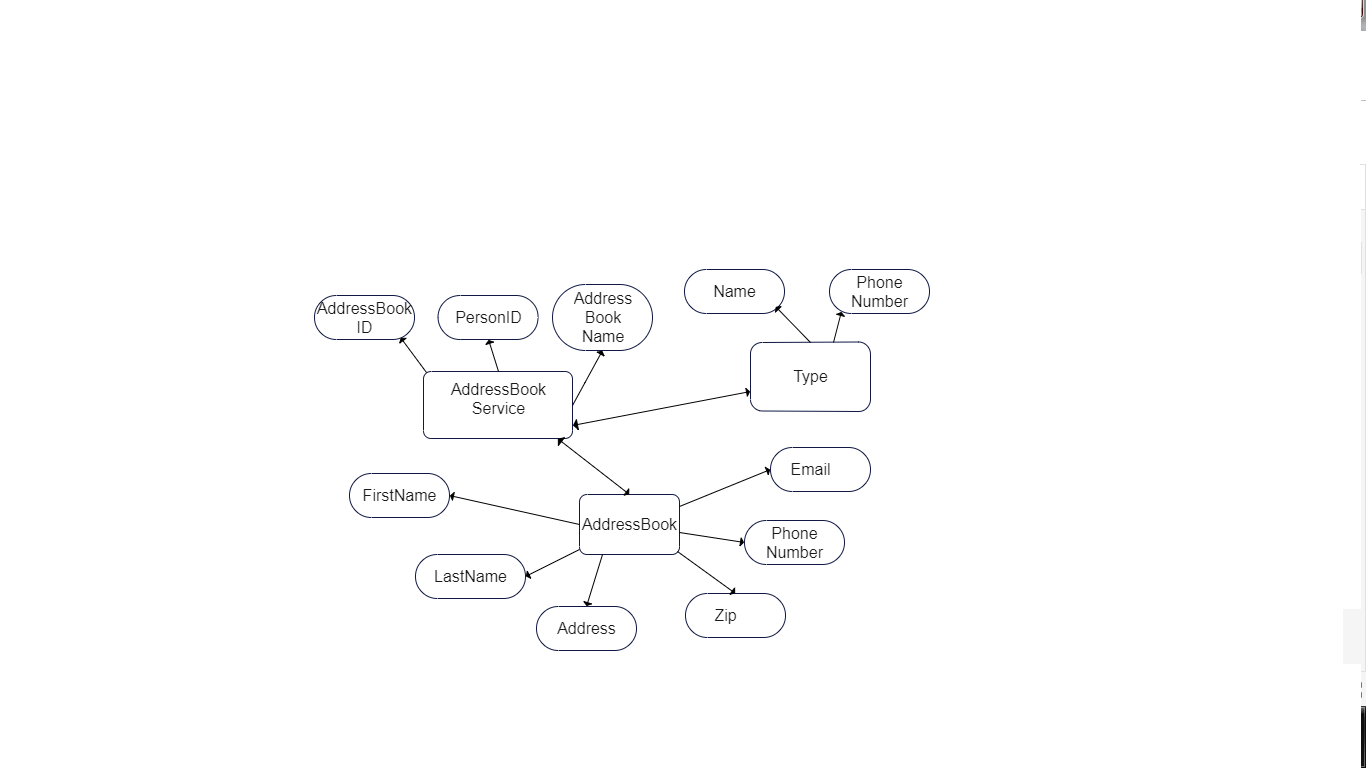 Name
Phone
Number
AddressBook
ID
PersonID
Address
Book
Name
AddressBook
Service
Type
FirstName
Email
AddressBook
Phone
Number
LastName
Address
Zip